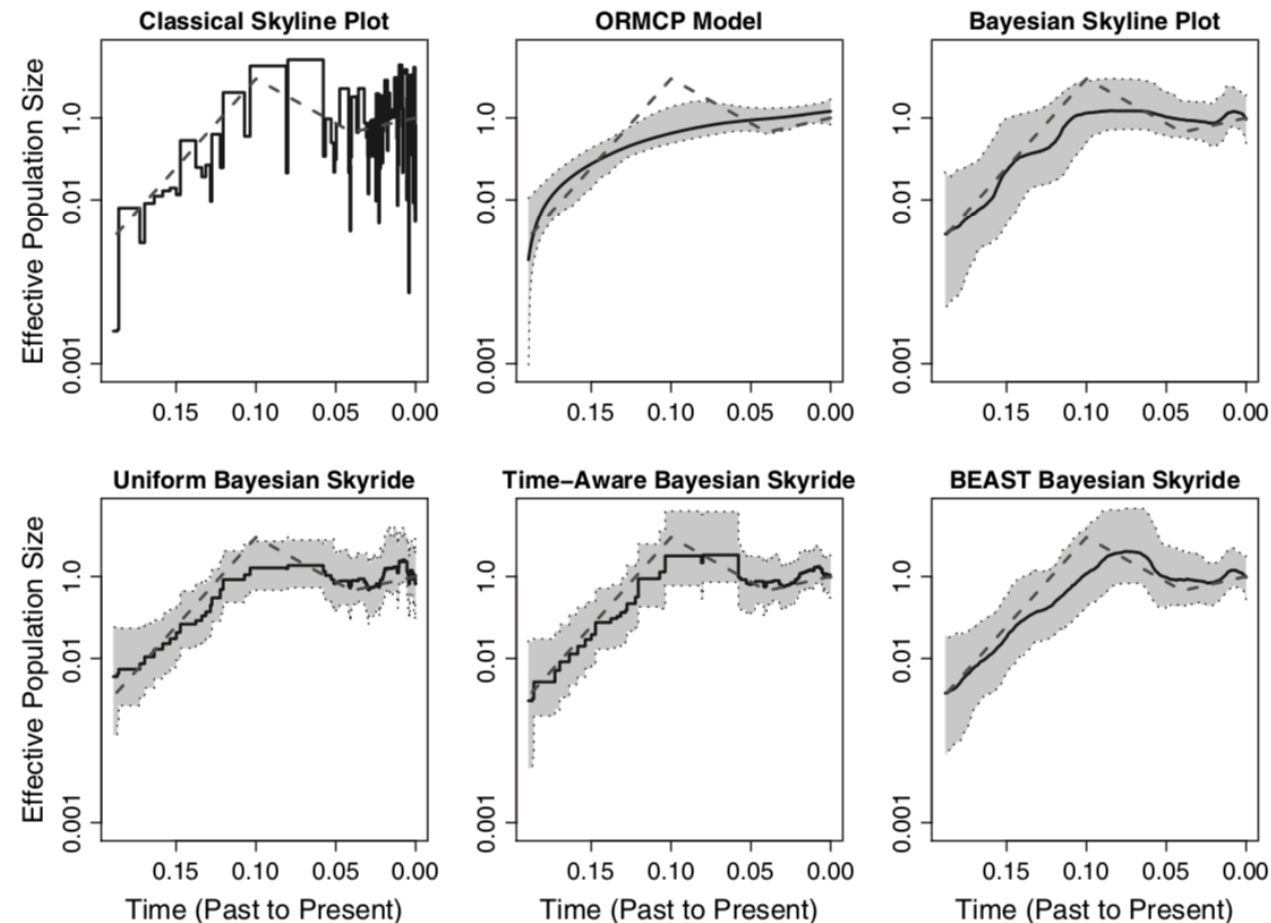 Classical Skyline Plot
ORMCP Model
Bayesian Skyline Plot
Effective Population Size
1.0
0.01
0.001
0.15 0.10 0.05 0.00
1.0
0.01
0.001
0.15 0.10 0.05 0.00
1.0
0.01
0.001
0.15 0.10 0.05 0.00
Uniform Bayesian Skyride
Time–Aware Bayesian Skyride
BEAST Bayesian Skyride
Effective Population Size
1.0
0.01
0.001
0.15 0.10 0.05 0.00
Time (Past to Present)
1.0
0.01
0.001
0.15 0.10 0.05 0.00
Time (Past to Present)
1.0
0.01
0.001
0.15 0.10 0.05 0.00
Time (Past to Present)